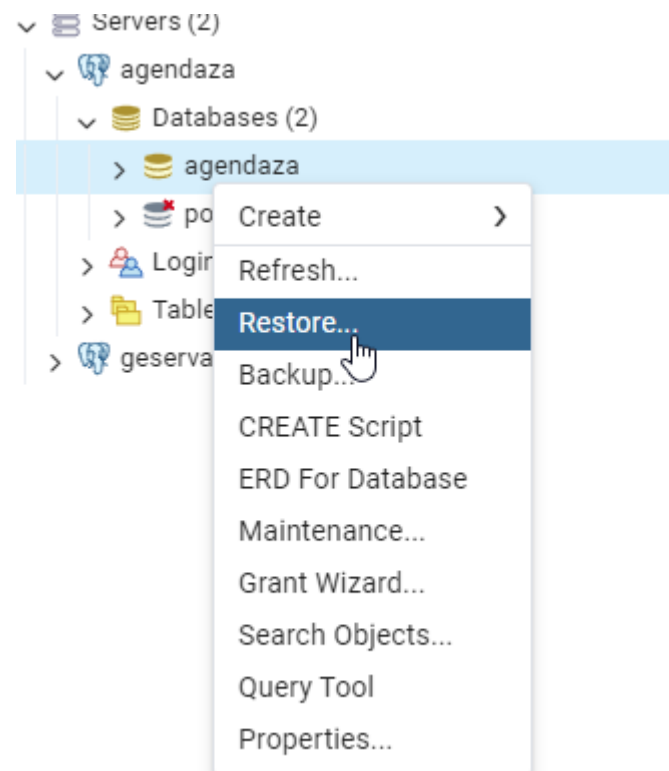 Servers (2)
agendaza
Databases (2)
agendaza
po
Create
Login
Refresh...
Table
Restore...
geserva
Backup...
CREATE Script
ERD For Database
Maintenance...
Grant Wizard...
Search Objects...
Query Tool
Properties...